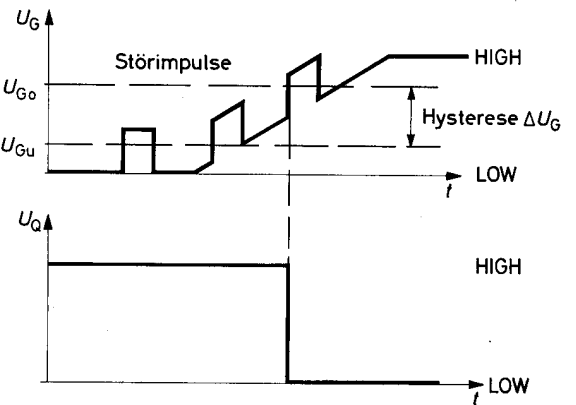 U_G
HIGH
Störimpulse
U_Go
Hysterese ΔU_G
U_Gu
LOW
t
U_Q
HIGH
LOW
t